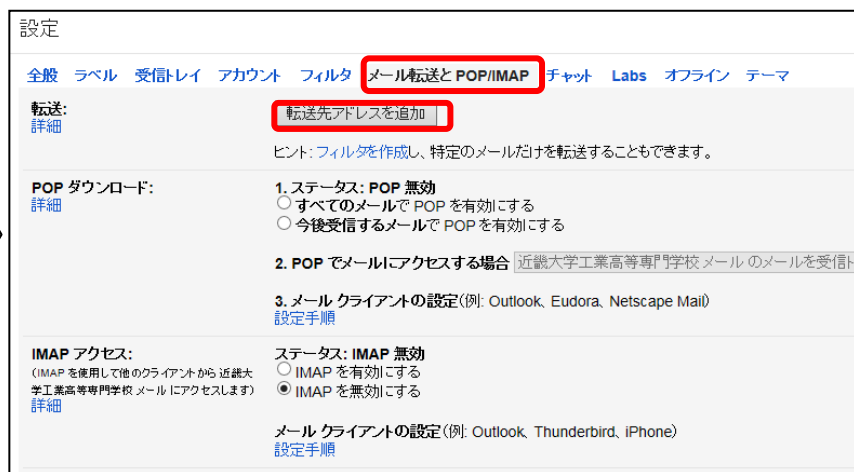 設定
全般 ラベル 受信トレイ アカウント フィルタ メール転送と POP/IMAP チャット Labs オフライン テーマ
転送:
詳細
転送先アドレスを追加
ヒント: フィルタを作成し、特定のメールだけを転送することもできます。
POP ダウンロード:
詳細
1. ステータス: POP 無効
すべてのメールで POP を有効にする
今後受信するメールで POP を有効にする
2. POP でメールにアクセスする場合 近畿大学工業高等専門学校 メール のメールを受信ト
3. メール クライアントの設定(例: Outlook、Eudora、Netscape Mail)
設定手順
IMAP アクセス:
(IMAP を使用して他のクライアントから 近畿大
学工業高等専門学校 メール にアクセスします)
詳細
ステータス: IMAP 無効
IMAP を有効にする
IMAP を無効にする
メール クライアントの設定(例: Outlook、Thunderbird、iPhone)
設定手順